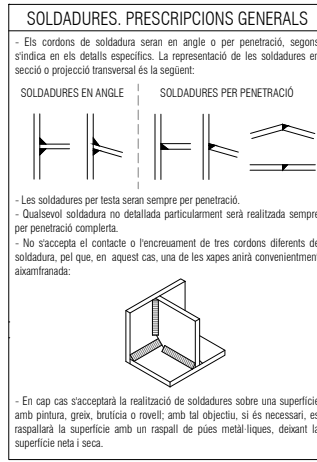 SOLDADURES. PRESCRIPCIONS GENERALS
- Els cordons de soldadura seran en angle o per penetració, segons
s'indica en els detalls específics. La representació de les soldadures en
secció o projecció transversal és la següent:
SOLDADURES EN ANGLE
SOLDADURES PER PENETRACIÓ
- Les soldadures per testa seran sempre per penetració.
- Qualsevol soldadura no detallada particularment serà realitzada sempre
per penetració complerta.
- No s'accepta el contacte o l'encreuament de tres cordons diferents de
soldadura, pel que, en aquest cas, una de les xapes anirà convenientment
aixamfranada:
- En cap cas s'acceptarà la realització de soldadures sobre una superfície
amb pintura, greix, brutícia o rovell; amb tal objectiu, si és necessari, es
raspallarà la superfície amb un raspall de púes metàl·liques, deixant la
superfície neta i seca.